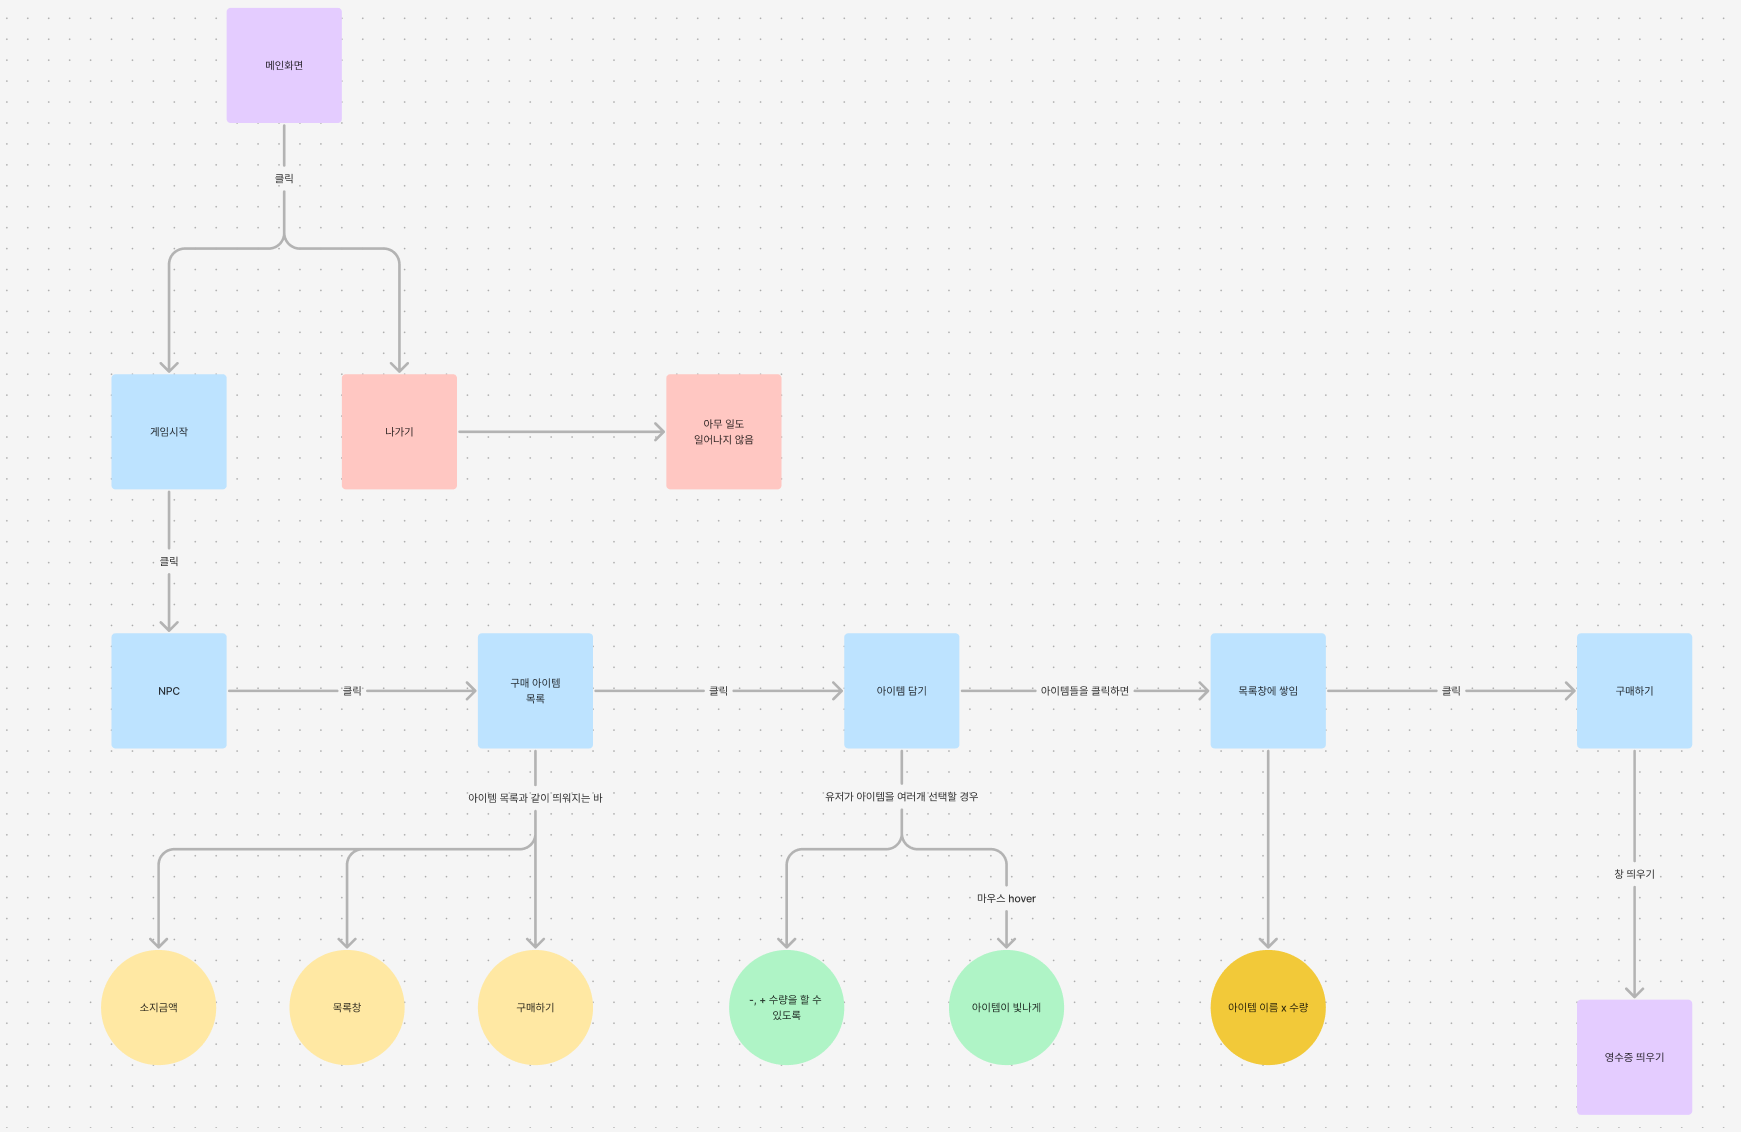 메인화면
클릭
게임시작
나가기
아무 일도
일어나지 않음
클릭
NPC
클릭
구매 아이템
목록
클릭
아이템 담기
아이템들을 클릭하면
목록창에 쌓임
클릭
구매하기
아이템 목록과 같이 띄워지는 바
유저가 아이템을 여러개 선택할 경우
창 띄우기
마우스 hover
소지금액
목록창
구매하기
-, + 수량을 할 수
있도록
아이템이 빛나게
아이템 이름 x 수량
영수증 띄우기